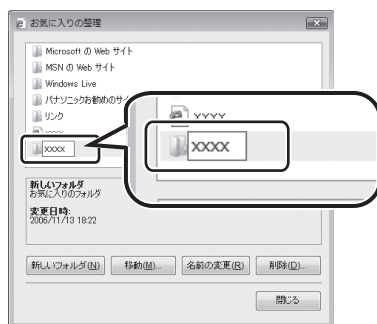 お気に入りの整理
Microsoft の Web サイト
MSN の Web サイト
Windows Live
パナソニックお勧めのサ
リンク
xxxx
xxxx
xxxx
xxxx
新しいフォルダ
お気に入りのフォルダ
変更日時:
2006/11/13 18:22
新しいフォルダ(N)
移動(M)...
名前の変更(R)
削除(D)...
閉じる